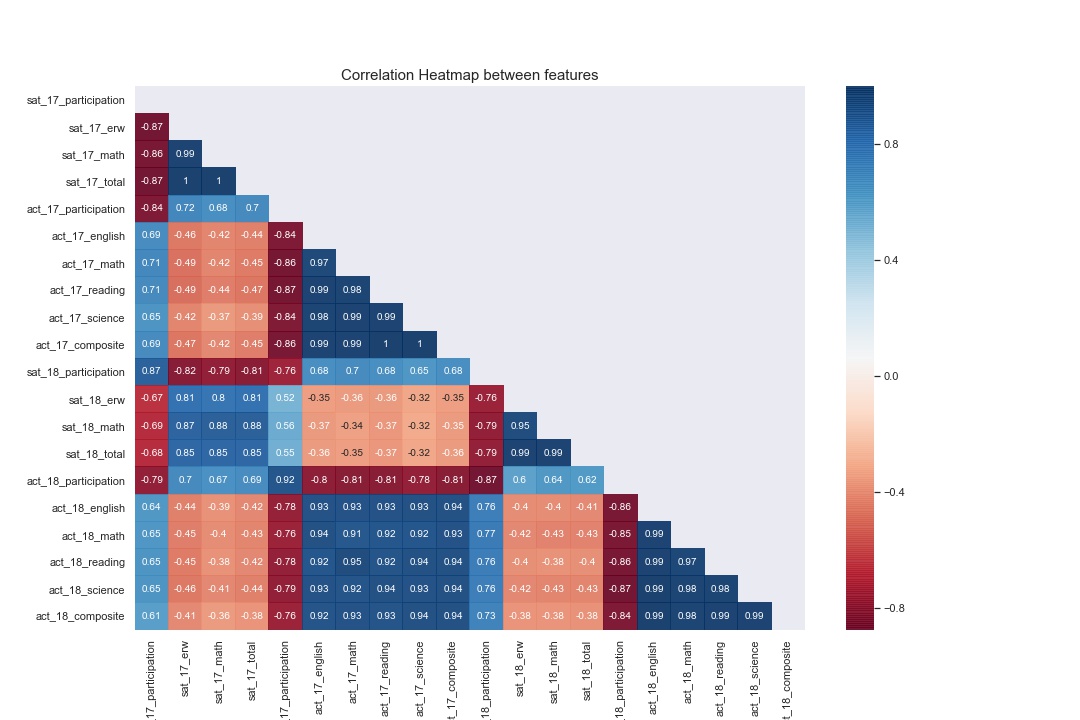 Correlation Heatmap between features
sat_17_participation
sat_17_erw -0.87
sat_17_math -0.86 0.99
sat_17_total -0.87 1 1
act_17_participation -0.84 0.72 0.68 0.7
act_17_english 0.69 -0.46 -0.42 -0.44 -0.84
act_17_math 0.71 -0.49 -0.42 -0.45 -0.86 0.97
act_17_reading 0.71 -0.49 -0.44 -0.47 -0.87 0.99 0.98
act_17_science 0.65 -0.42 -0.37 -0.39 -0.84 0.98 0.99 0.99
act_17_composite 0.69 -0.47 -0.42 -0.45 -0.86 0.99 0.99 1 1
sat_18_participation 0.87 -0.82 -0.79 -0.81 -0.76 0.68 0.7 0.68 0.65 0.68
sat_18_erw -0.67 0.81 0.8 0.81 0.52 -0.35 -0.36 -0.36 -0.32 -0.35 -0.76
sat_18_math -0.69 0.87 0.88 0.88 0.56 -0.37 -0.34 -0.37 -0.32 -0.35 -0.79 0.95
sat_18_total -0.68 0.85 0.85 0.85 0.55 -0.36 -0.35 -0.37 -0.32 -0.36 -0.79 0.99 0.99
act_18_participation -0.79 0.7 0.67 0.69 0.92 -0.8 -0.81 -0.81 -0.78 -0.81 -0.87 0.6 0.64 0.62
act_18_english 0.64 -0.44 -0.39 -0.42 -0.78 0.93 0.93 0.93 0.92 0.94 0.76 -0.4 -0.4 -0.41 -0.86
act_18_math 0.65 -0.45 -0.4 -0.43 -0.76 0.94 0.91 0.92 0.92 0.93 0.77 -0.42 -0.43 -0.43 -0.85 0.99
act_18_reading 0.65 -0.45 -0.38 -0.42 -0.78 0.92 0.95 0.92 0.94 0.94 0.76 -0.4 -0.38 -0.4 -0.86 0.99 0.97
act_18_science 0.65 -0.46 -0.41 -0.44 -0.79 0.93 0.92 0.94 0.93 0.94 0.76 -0.42 -0.43 -0.43 -0.87 0.99 0.98 0.98
act_18_composite 0.61 -0.41 -0.36 -0.38 -0.76 0.92 0.93 0.93 0.94 0.94 0.73 -0.38 -0.38 -0.38 -0.84 0.99 0.98 0.99 0.99
_17_participation
sat_17_erw
sat_17_math
sat_17_total
_17_participation
act_17_english
act_17_math
act_17_reading
act_17_science
t_17_composite
_18_participation
sat_18_erw
sat_18_math
sat_18_total
_18_participation
act_18_english
act_18_math
act_18_reading
act_18_science
t_18_composite
0.8
0.4
0.0
−0.4
−0.8